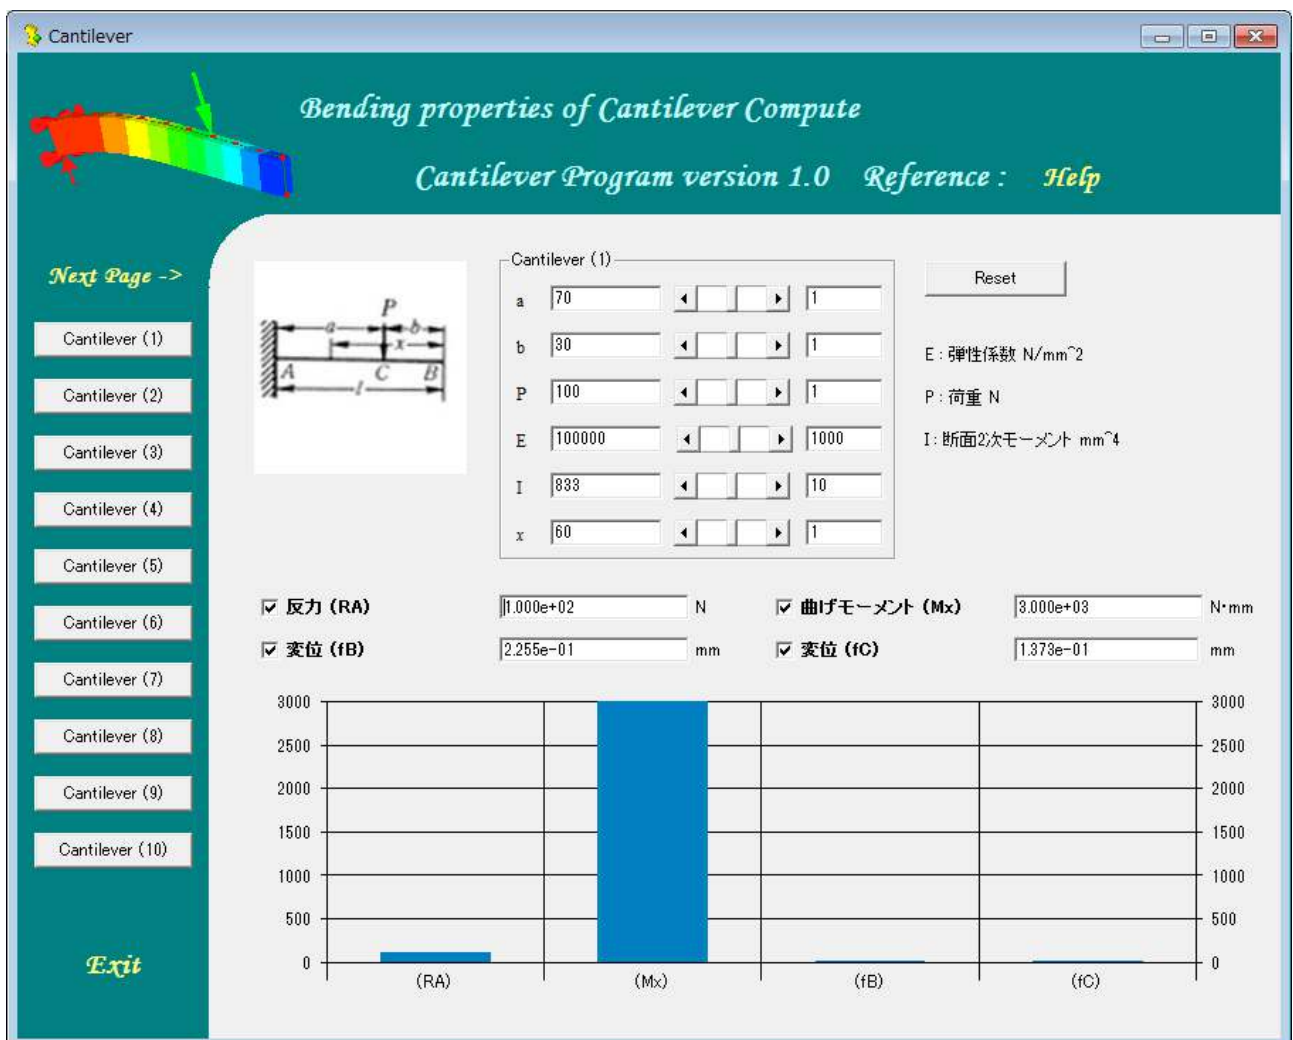 Cantilever
Bending properties of Cantilever Compute
Cantilever Program version 1.0 Reference : Help
Next Page ->
Cantilever (1)
Cantilever (2)
Cantilever (3)
Cantilever (4)
Cantilever (5)
Cantilever (6)
Cantilever (7)
Cantilever (8)
Cantilever (9)
Cantilever (10)
Exit
P
a b
x
A C B
l
Cantilever (1)
a 70 1
b 30 1
P 100 1
E 100000 1000
I 833 10
x 60 1
Reset
E : 弾性係数 N/mm^2
P : 荷重 N
I : 断面2次モーメント mm^4
反力 (RA) 1.000e+02 N 曲げモーメント (Mx) 3.000e+03 N・mm
変位 (fB) 2.255e-01 mm 変位 (fC) 1.373e-01 mm
3000 3000
2500 2500
2000 2000
1500 1500
1000 1000
500 500
0 0
(RA) (Mx) (fB) (fC)